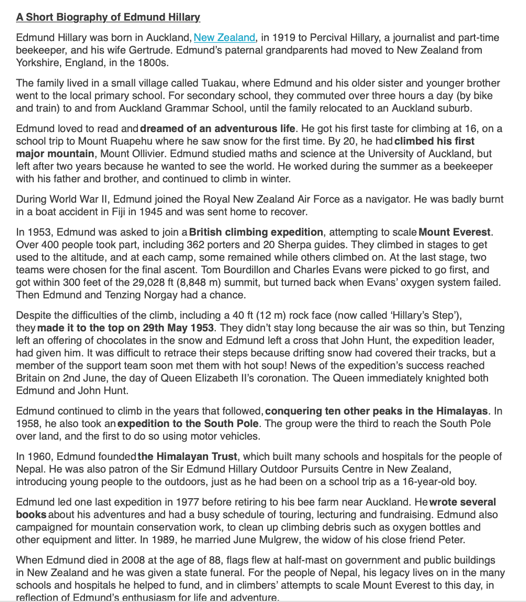 A Short Biography of Edmund Hillary
Edmund Hillary was born in Auckland, New Zealand, in 1919 to Percival Hillary, a journalist and part-time
beekeeper, and his wife Gertrude. Edmund's paternal grandparents had moved to New Zealand from
Yorkshire, England, in the 1800s.
The family lived in a small village called Tuakau, where Edmund and his older sister and younger brother
went to the local primary school. For secondary school, they commuted over three hours a day (by bike
and train) to and from Auckland Grammar School, until the family relocated to an Auckland suburb.
Edmund loved to read and dreamed of an adventurous life. He got his first taste for climbing at 16, on a
school trip to Mount Ruapehu where he saw snow for the first time. By 20, he had climbed his first
major mountain, Mount Ollivier. Edmund studied maths and science at the University of Auckland, but
left after two years because he wanted to see the world. He worked during the summer as a beekeeper
with his father and brother, and continued to climb in winter.
During World War II, Edmund joined the Royal New Zealand Air Force as a navigator. He was badly burnt
in a boat accident in Fiji in 1945 and was sent home to recover.
In 1953, Edmund was asked to join a British climbing expedition, attempting to scale Mount Everest.
Over 400 people took part, including 362 porters and 20 Sherpa guides. They climbed in stages to get
used to the altitude, and at each camp, some remained while others climbed on. At the last stage, two
teams were chosen for the final ascent. Tom Bourdillon and Charles Evans were picked to go first, and
got within 300 feet of the 29,028 ft (8,848 m) summit, but turned back when Evans' oxygen system failed.
Then Edmund and Tenzing Norgay had a chance.
Despite the difficulties of the climb, including a 40 ft (12 m) rock face (now called 'Hillary's Step'),
they made it to the top on 29th May 1953. They didn't stay long because the air was so thin, but Tenzing
left an offering of chocolates in the snow and Edmund left a cross that John Hunt, the expedition leader,
had given him. It was difficult to retrace their steps because drifting snow had covered their tracks, but a
member of the support team soon met them with hot soup! News of the expedition's success reached
Britain on 2nd June, the day of Queen Elizabeth II's coronation. The Queen immediately knighted both
Edmund and John Hunt.
Edmund continued to climb in the years that followed, conquering ten other peaks in the Himalayas. In
1958, he also took an expedition to the South Pole. The group were the third to reach the South Pole
over land, and the first to do so using motor vehicles.
In 1960, Edmund founded the Himalayan Trust, which built many schools and hospitals for the people of
Nepal. He was also patron of the Sir Edmund Hillary Outdoor Pursuits Centre in New Zealand,
introducing young people to the outdoors, just as he had been on a school trip as a 16-year-old boy.
Edmund led one last expedition in 1977 before retiring to his bee farm near Auckland. He wrote several
books about his adventures and had a busy schedule of touring, lecturing and fundraising. Edmund also
campaigned for mountain conservation work, to clean up climbing debris such as oxygen bottles and
other equipment and litter. In 1989, he married June Mulgrew, the widow of his close friend Peter.
When Edmund died in 2008 at the age of 88, flags flew at half-mast on government and public buildings
in New Zealand and he was given a state funeral. For the people of Nepal, his legacy lives on in the many
schools and hospitals he helped to fund, and in climbers' attempts to scale Mount Everest to this day, in
reflection of Edmund's enthusiasm for life and adventure.